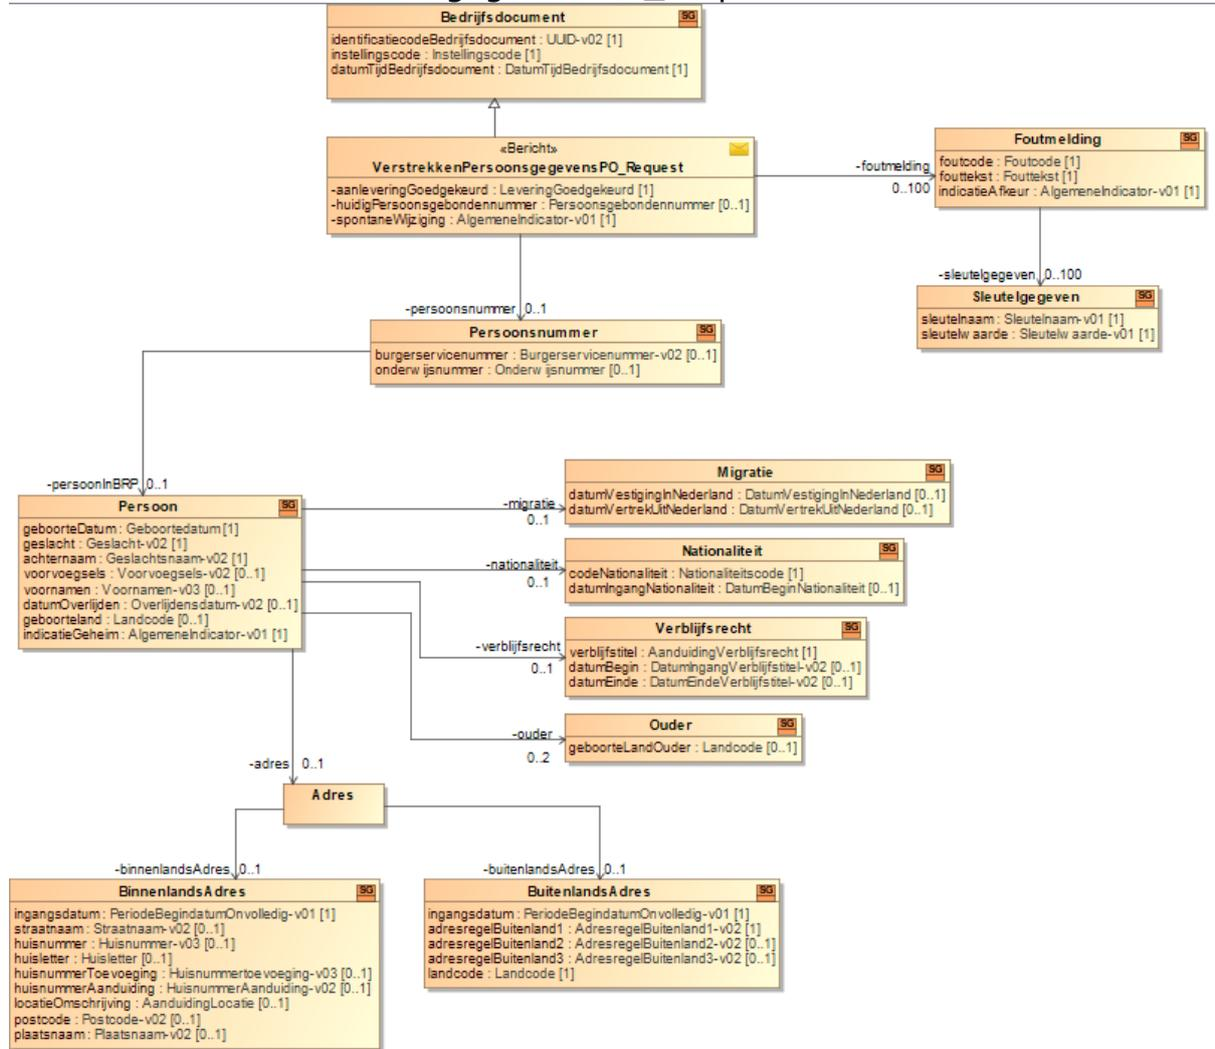 Bedrijfsdocument SG
identificatiecodeBedrijfsdocument : UUID-v02 [1]
instellingscode : Instellingscode [1]
datumTijdBedrijfsdocument : DatumTijdBedrijfsdocument [1]
«Bericht»
VerstrekkenPersoonsgegevensPO_Request
-aanleveringGoedgekeurd : LeveringGoedgekeurd [1]
-huidigPersoonsgebondennummer : Persoonsgebondennummer [0..1]
-spontaneWijziging : AlgemeneIndicator-v01 [1]
-foutmelding
0..100
Foutmelding SG
foutcode : Foutcode [1]
fouttekst : Fouttekst [1]
indicatieAfkeur : AlgemeneIndicator-v01 [1]
-sleutelgegeven 0..100
Sleutelgegeven SG
sleutelnaam : Sleutelnaam-v01 [1]
sleutelwaarde : Sleutelwaarde-v01 [1]
-persoonsnummer 0..1
Persoonsnummer SG
burgerservicenummer : Burgerservicenummer-v02 [0..1]
onderwijsnummer : Onderwijsnummer [0..1]
-persoonInBRP 0..1
Persoon SG
geboorteDatum : Geboortedatum [1]
geslacht : Geslacht-v02 [1]
achternaam : Geslachtsnaam-v02 [1]
voorvoegsels : Voorvoegsels-v02 [0..1]
voornamen : Voornamen-v03 [0..1]
datumOverlijden : Overlijdensdatum-v02 [0..1]
geboorteland : Landcode [0..1]
indicatieGeheim : AlgemeneIndicator-v01 [1]
-migratie
0..1
Migratie SG
datumVestigingInNederland : DatumVestigingInNederland [0..1]
datumVertrekUitNederland : DatumVertrekUitNederland [0..1]
-nationaliteit
0..1
Nationaliteit SG
codeNationaliteit : Nationaliteitscode [1]
datumIngangNationaliteit : DatumBeginNationaliteit [0..1]
-verblijfsrecht
0..1
Verblijfsrecht SG
verblijfstitel : AanduidingVerblijfsrecht [1]
datumBegin : DatumIngangVerblijfstitel-v02 [0..1]
datumEinde : DatumEindeVerblijfstitel-v02 [0..1]
-ouder
0..2
Ouder SG
geboorteLandOuder : Landcode [0..1]
-adres 0..1
Adres
-binnenlandsAdres 0..1
BinnenlandsAdres SG
ingangsdatum : PeriodeBegindatumOnvolledig-v01 [1]
straatnaam : Straatnaam-v02 [0..1]
huisnummer : Huisnummer-v03 [0..1]
huisletter : Huisletter [0..1]
huisnummerToevoeging : Huisnummertoevoeging-v03 [0..1]
huisnummerAanduiding : HuisnummerAanduiding-v02 [0..1]
locatieOmschrijving : AanduidingLocatie [0..1]
postcode : Postcode-v02 [0..1]
plaatsnaam : Plaatsnaam-v02 [0..1]
-buitenlandsAdres 0..1
BuitenlandsAdres SG
ingangsdatum : PeriodeBegindatumOnvolledig-v01 [1]
adresregelBuitenland1 : AdresregelBuitenland1-v02 [1]
adresregelBuitenland2 : AdresregelBuitenland2-v02 [0..1]
adresregelBuitenland3 : AdresregelBuitenland3-v02 [0..1]
landcode : Landcode [1]